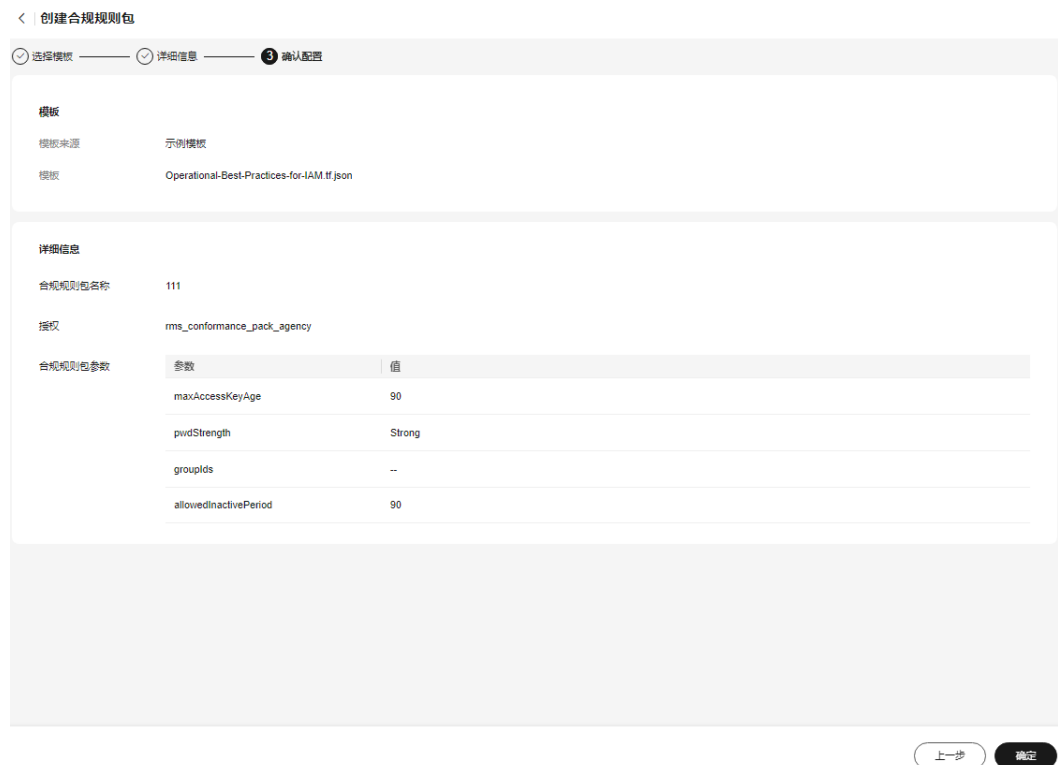 创建合规规则包
选择模板 详细信息 3 确认配置
模板
模板来源 示例模板
模板 Operational-Best-Practices-for-IAM.tf.json
详细信息
合规规则包名称 111
授权 rms_conformance_pack_agency
合规规则包参数 参数 值
maxAccessKeyAge 90
pwdStrength Strong
groupIds --
allowedInactivePeriod 90
上一步 确定